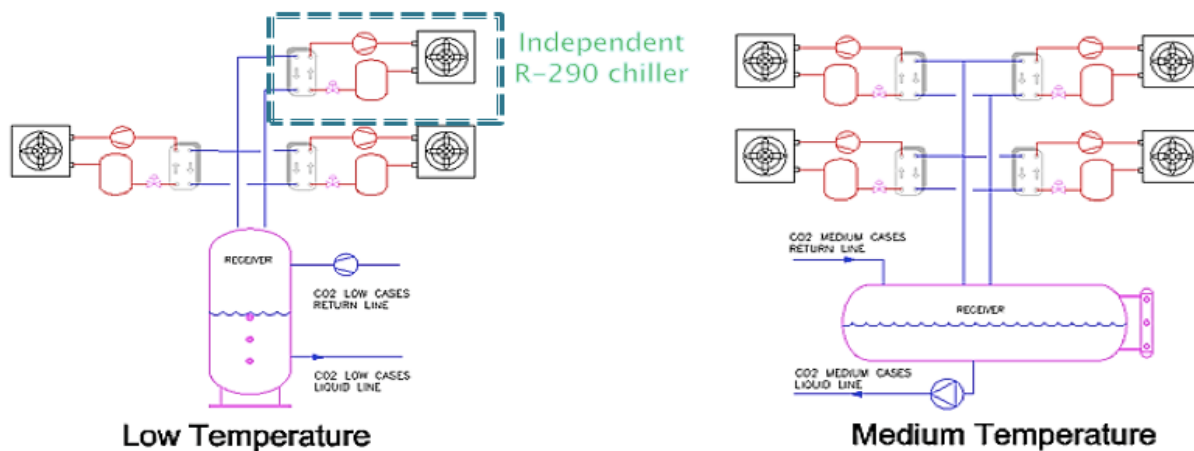 Independent
R-290 chiller
RECEIVER
CO2 LOW CASES
RETURN LINE
CO2 LOW CASES
LIQUID LINE
Low Temperature
CO2 MEDIUM CASES
RETURN LINE
RECEIVER
CO2 MEDIUM CASES
LIQUID LINE
Medium Temperature